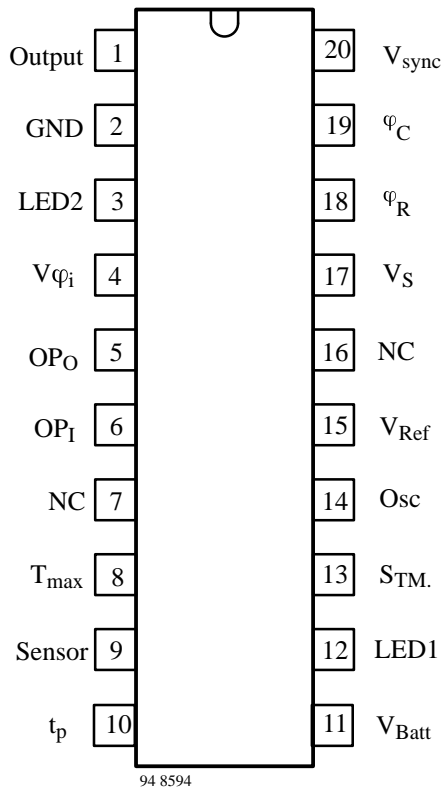 Output 1 20 Vsync
GND 2 19 φC
LED2 3 18 φR
Vφi 4 17 VS
OPO 5 16 NC
OPI 6 15 VRef
NC 7 14 Osc
Tmax 8 13 STM.
Sensor 9 12 LED1
tp 10 11 VBatt
94 8594